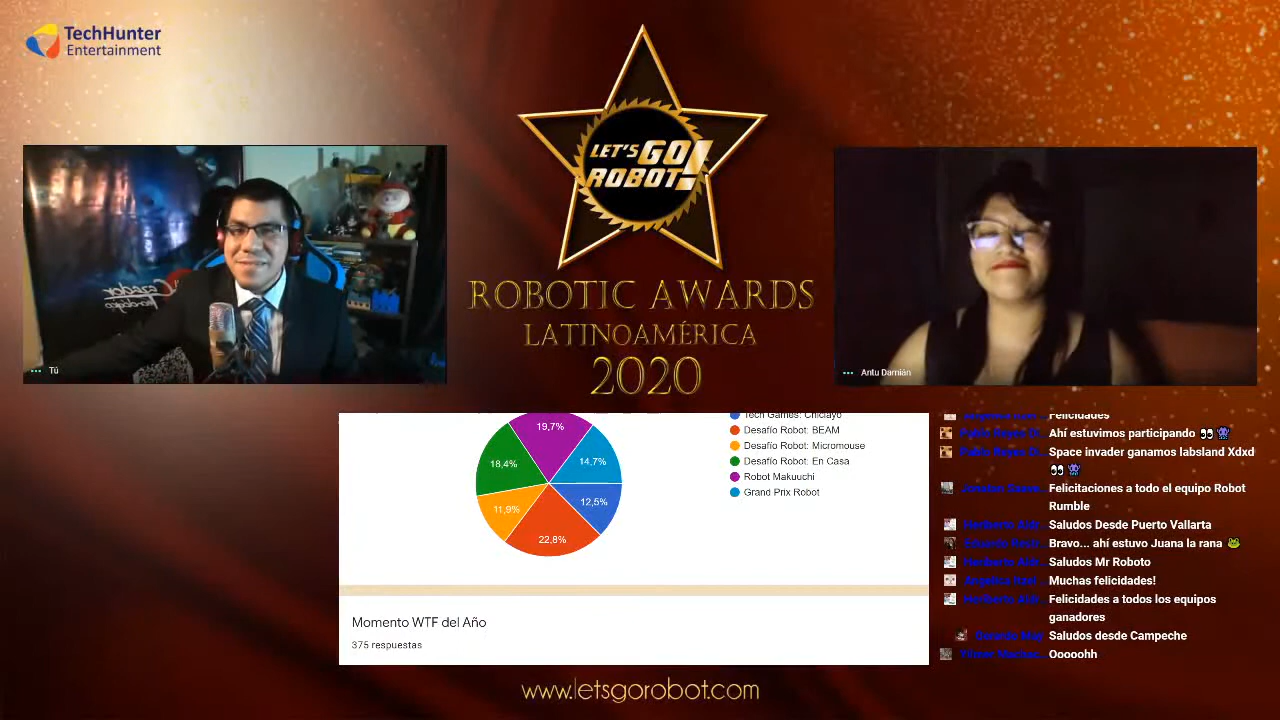 TechHunter
Entertainment
LET'S GO
ROBOT!
ROBOTIC AWARDS
LATINOAMÉRICA
2020
Tú
Antu Damián
19,7%
14,7%
12,5%
22,8%
11,9%
18,4%
Tech Games: Chiclayo
Desafío Robot: BEAM
Desafío Robot: Micromouse
Desafío Robot: En Casa
Robot Makuuchi
Grand Prix Robot
Momento WTF del Año
375 respuestas
Felicidades
Ahí estuvimos participando 👀 👾
Space invader ganamos labsland Xdxd
👀 👾
Felicitaciones a todo el equipo Robot
Rumble
Saludos Desde Puerto Vallarta
Bravo... ahí estuvo Juana la rana 🐸
Saludos Mr Roboto
Muchas felicidades!
Felicidades a todos los equipos
ganadores
Saludos desde Campeche
Ooooohh
www.letsgorobot.com